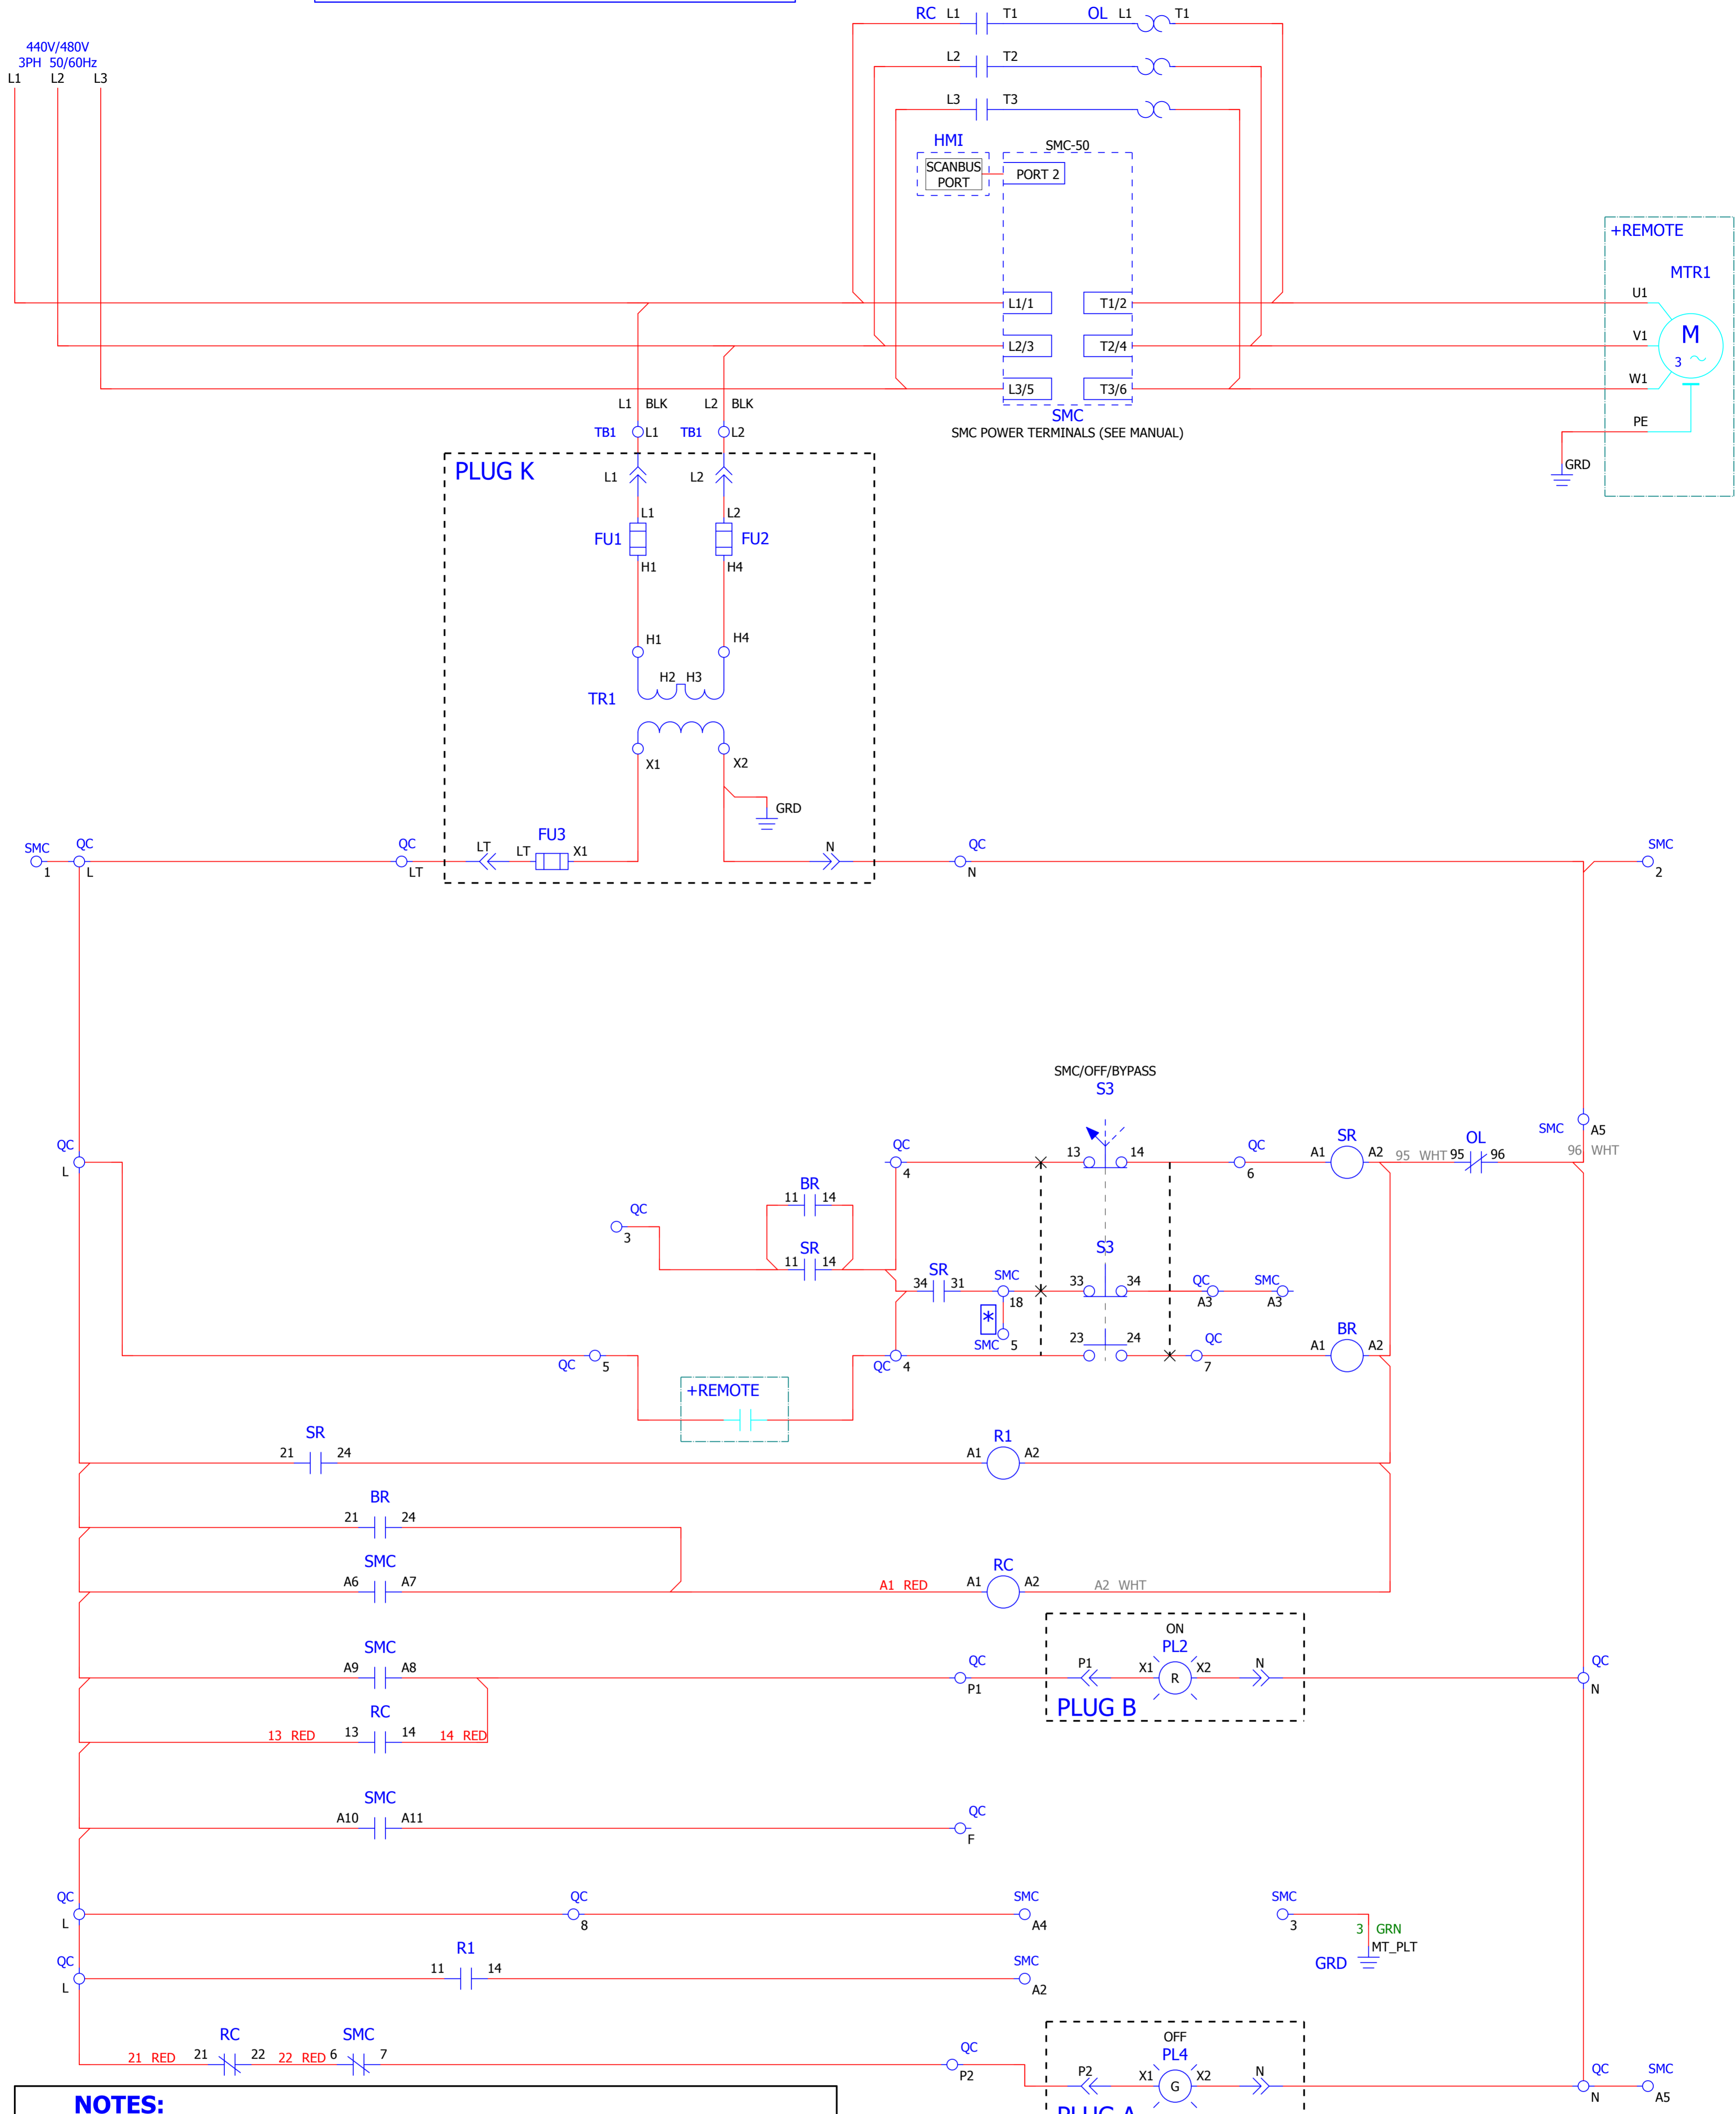 RC L1 T1 OL L1 T1
440V/480V
3PH 50/60Hz
L1 L2 L3
L2 T2
L3 T3
HMI
SMC-50
SCANBUS
PORT
PORT 2
+REMOTE
MTR1
L1/1 T1/2 U1
L2/3 T2/4 V1
M
3
L3/5 T3/6 W1
L1 BLK L2 BLK
SMC
SMC POWER TERMINALS (SEE MANUAL)
PE
TB1 L1 TB1 L2
PLUG K
L1 L2
GRD
L1 L2
FU1 FU2
H1 H4
H1 H4
H2 H3
TR1
X1 X2
GRD
FU3
SMC QC QC LT LT X1 N QC SMC
1 L LT N 2
SMC/OFF/BYPASS
S3
SMC A5
QC QC 13 14 QC SR OL
A1 A2 95 WHT 95 96 96 WHT
L 4 6
BR
11 14
QC
3
SR S3
11 14
SR
34 31 SMC 33 34 QC SMC
18 A3 A3
*
SMC 5 23 24 QC BR
A1 A2
QC 5 QC 4 7
+REMOTE
SR R1
21 24 A1 A2
BR
21 24
SMC RC
A6 A7 A1 RED A1 A2 A2 WHT
ON
SMC PL2
A9 A8 QC P1 X1 R X2 N QC
P1 N
PLUG B
RC
13 RED 13 14 14 RED
SMC
A10 A11 QC
F
QC QC SMC SMC
L 8 A4 3
3 GRN
MT_PLT
GRD
QC R1 SMC
11 14
L A2
OFF
RC SMC PL4
21 RED 21 22 22 RED 6 7 QC P2 X1 G X2 N QC SMC
P2 N A5
NOTES:
PLUG A